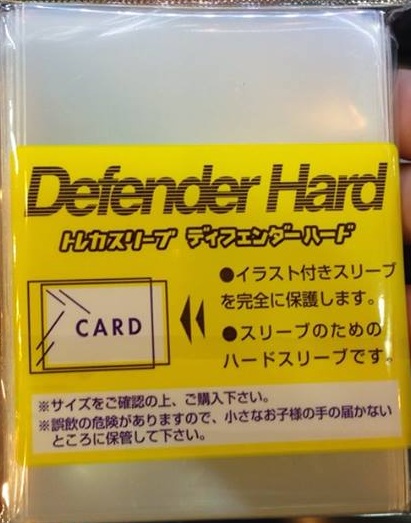 Defender Hard
トレカスリーブ ディフェンダーハード
●イラスト付きスリーブ
を完全に保護します。
CARD
●スリーブのための
ハードスリーブです。
※サイズをご確認の上、ご購入下さい。
※誤飲の危険がありますので、小さなお子様の手の届かない
ところに保管して下さい。